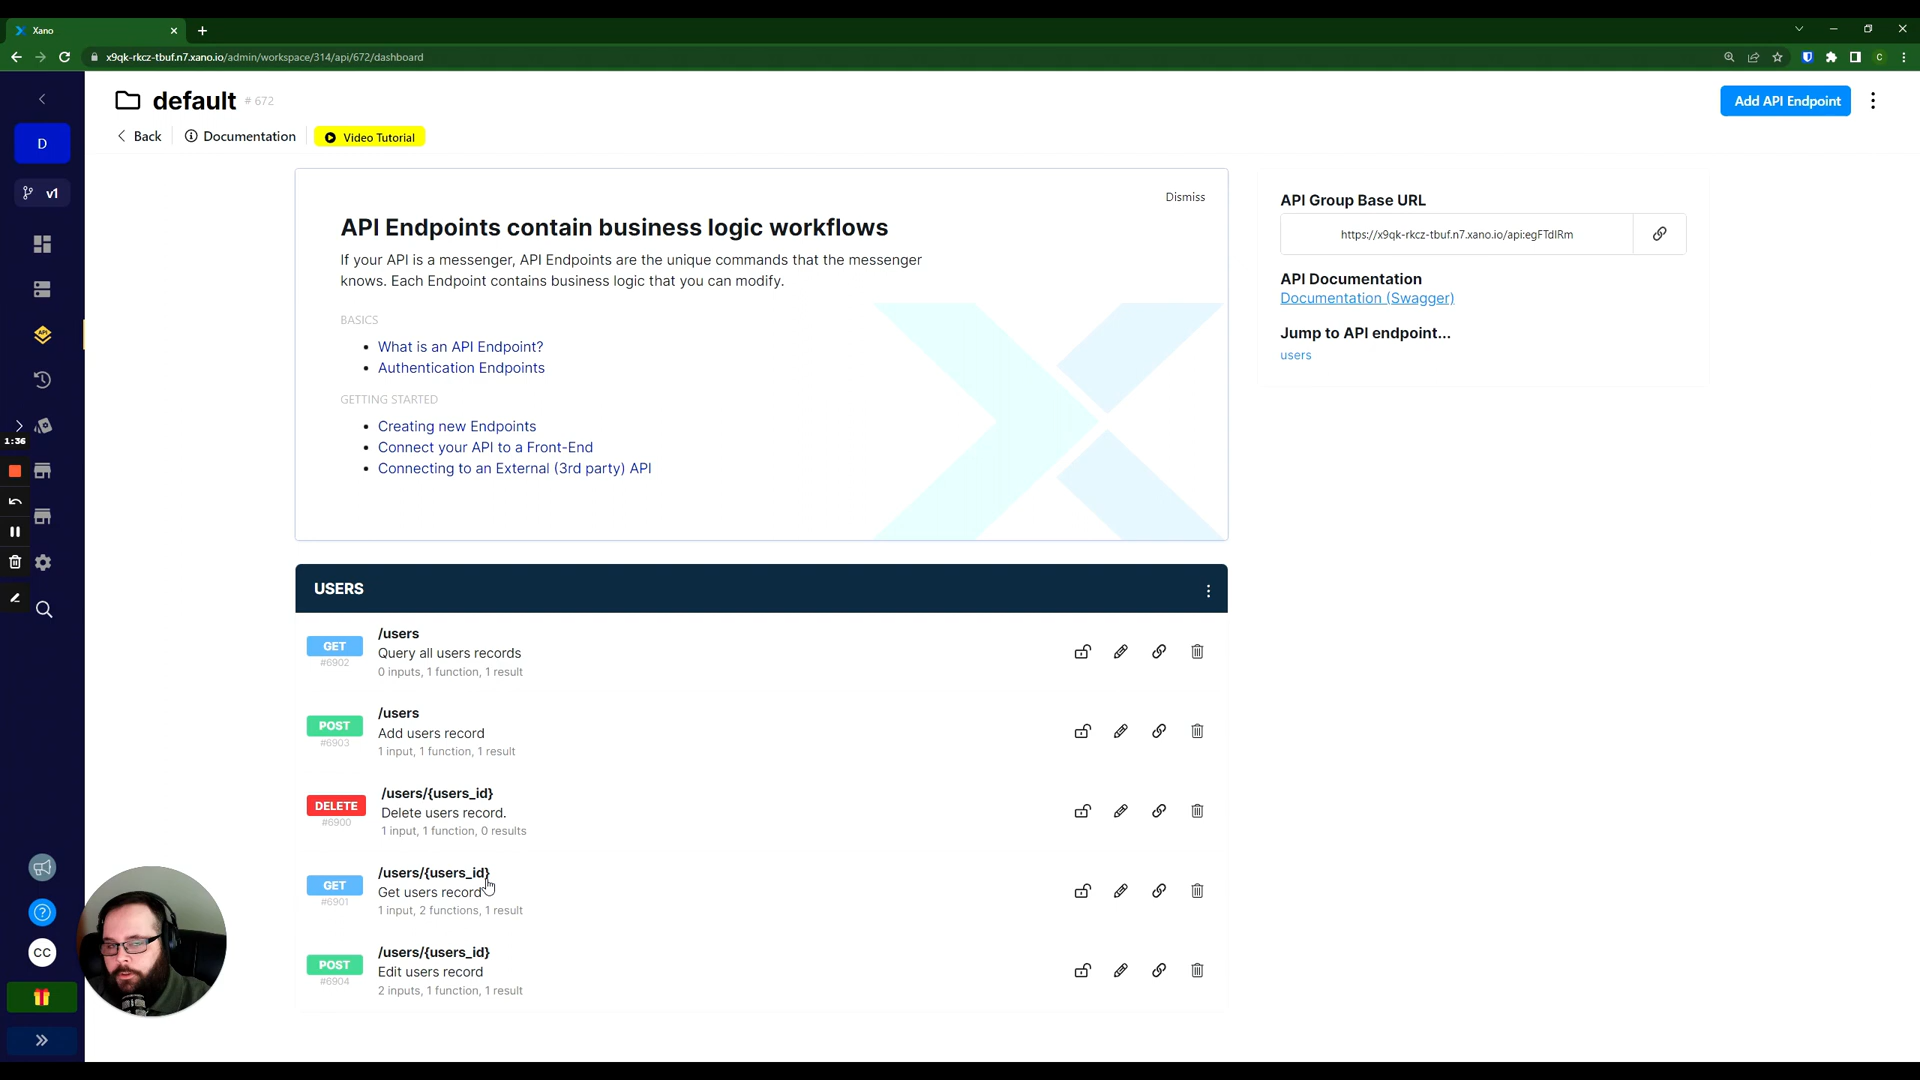 Xano
x9qk-rkcz-tbuf.n7.xano.io/admin/workspace/314/api/672/dashboard
C
D
v1
API
1:36
CC
default # 672
Back
Documentation
Video Tutorial
Add API Endpoint
Dismiss
API Endpoints contain business logic workflows
If your API is a messenger, API Endpoints are the unique commands that the messenger
knows. Each Endpoint contains business logic that you can modify.
BASICS
What is an API Endpoint?
Authentication Endpoints
GETTING STARTED
Creating new Endpoints
Connect your API to a Front-End
Connecting to an External (3rd party) API
API Group Base URL
https://x9qk-rkcz-tbuf.n7.xano.io/api:egFTdIRm
API Documentation
Documentation (Swagger)
Jump to API endpoint...
users
USERS
GET
#6902
/users
Query all users records
0 inputs, 1 function, 1 result
POST
#6903
/users
Add users record
1 input, 1 function, 1 result
DELETE
#6900
/users/{users_id}
Delete users record.
1 input, 1 function, 0 results
GET
#6901
/users/{users_id}
Get users record
1 input, 2 functions, 1 result
POST
#6904
/users/{users_id}
Edit users record
2 inputs, 1 function, 1 result